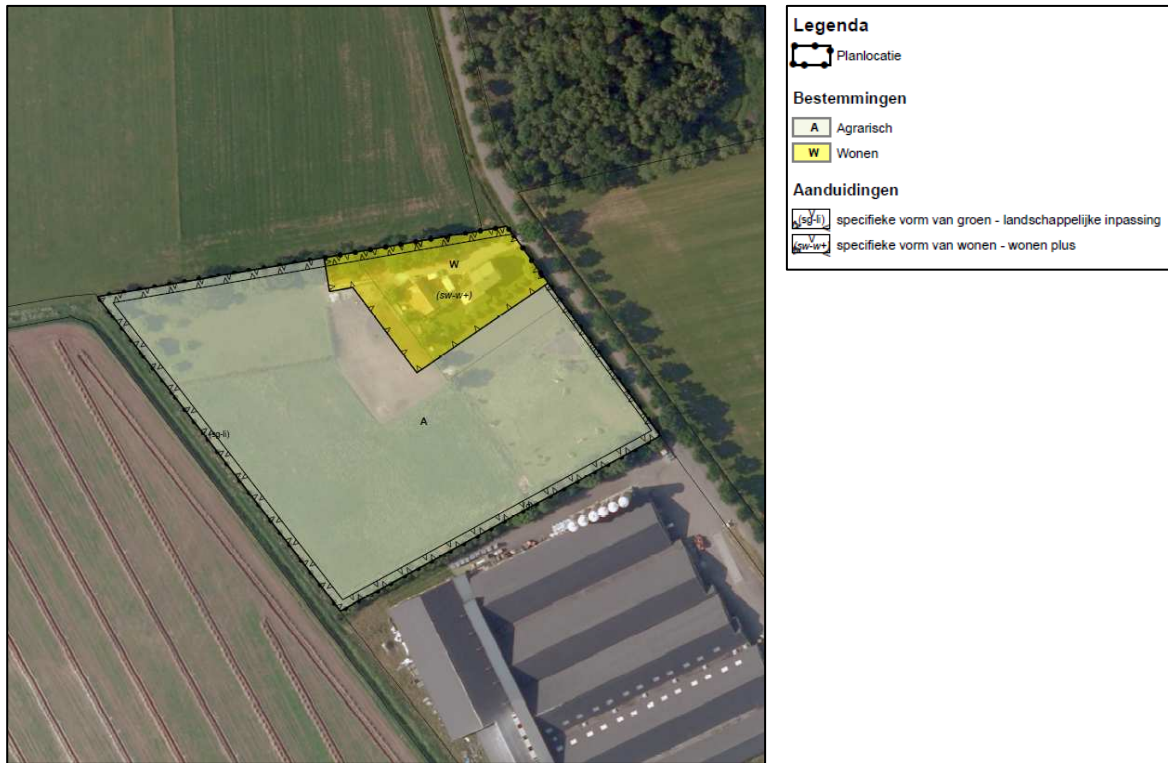 W
(sw-w+)
(sg-li)
A
Legenda
Planlocatie
Bestemmingen
A Agrarisch
W Wonen
Aanduidingen
(sg-li) specifieke vorm van groen - landschappelijke inpassing
(sw-w+) specifieke vorm van wonen - wonen plus